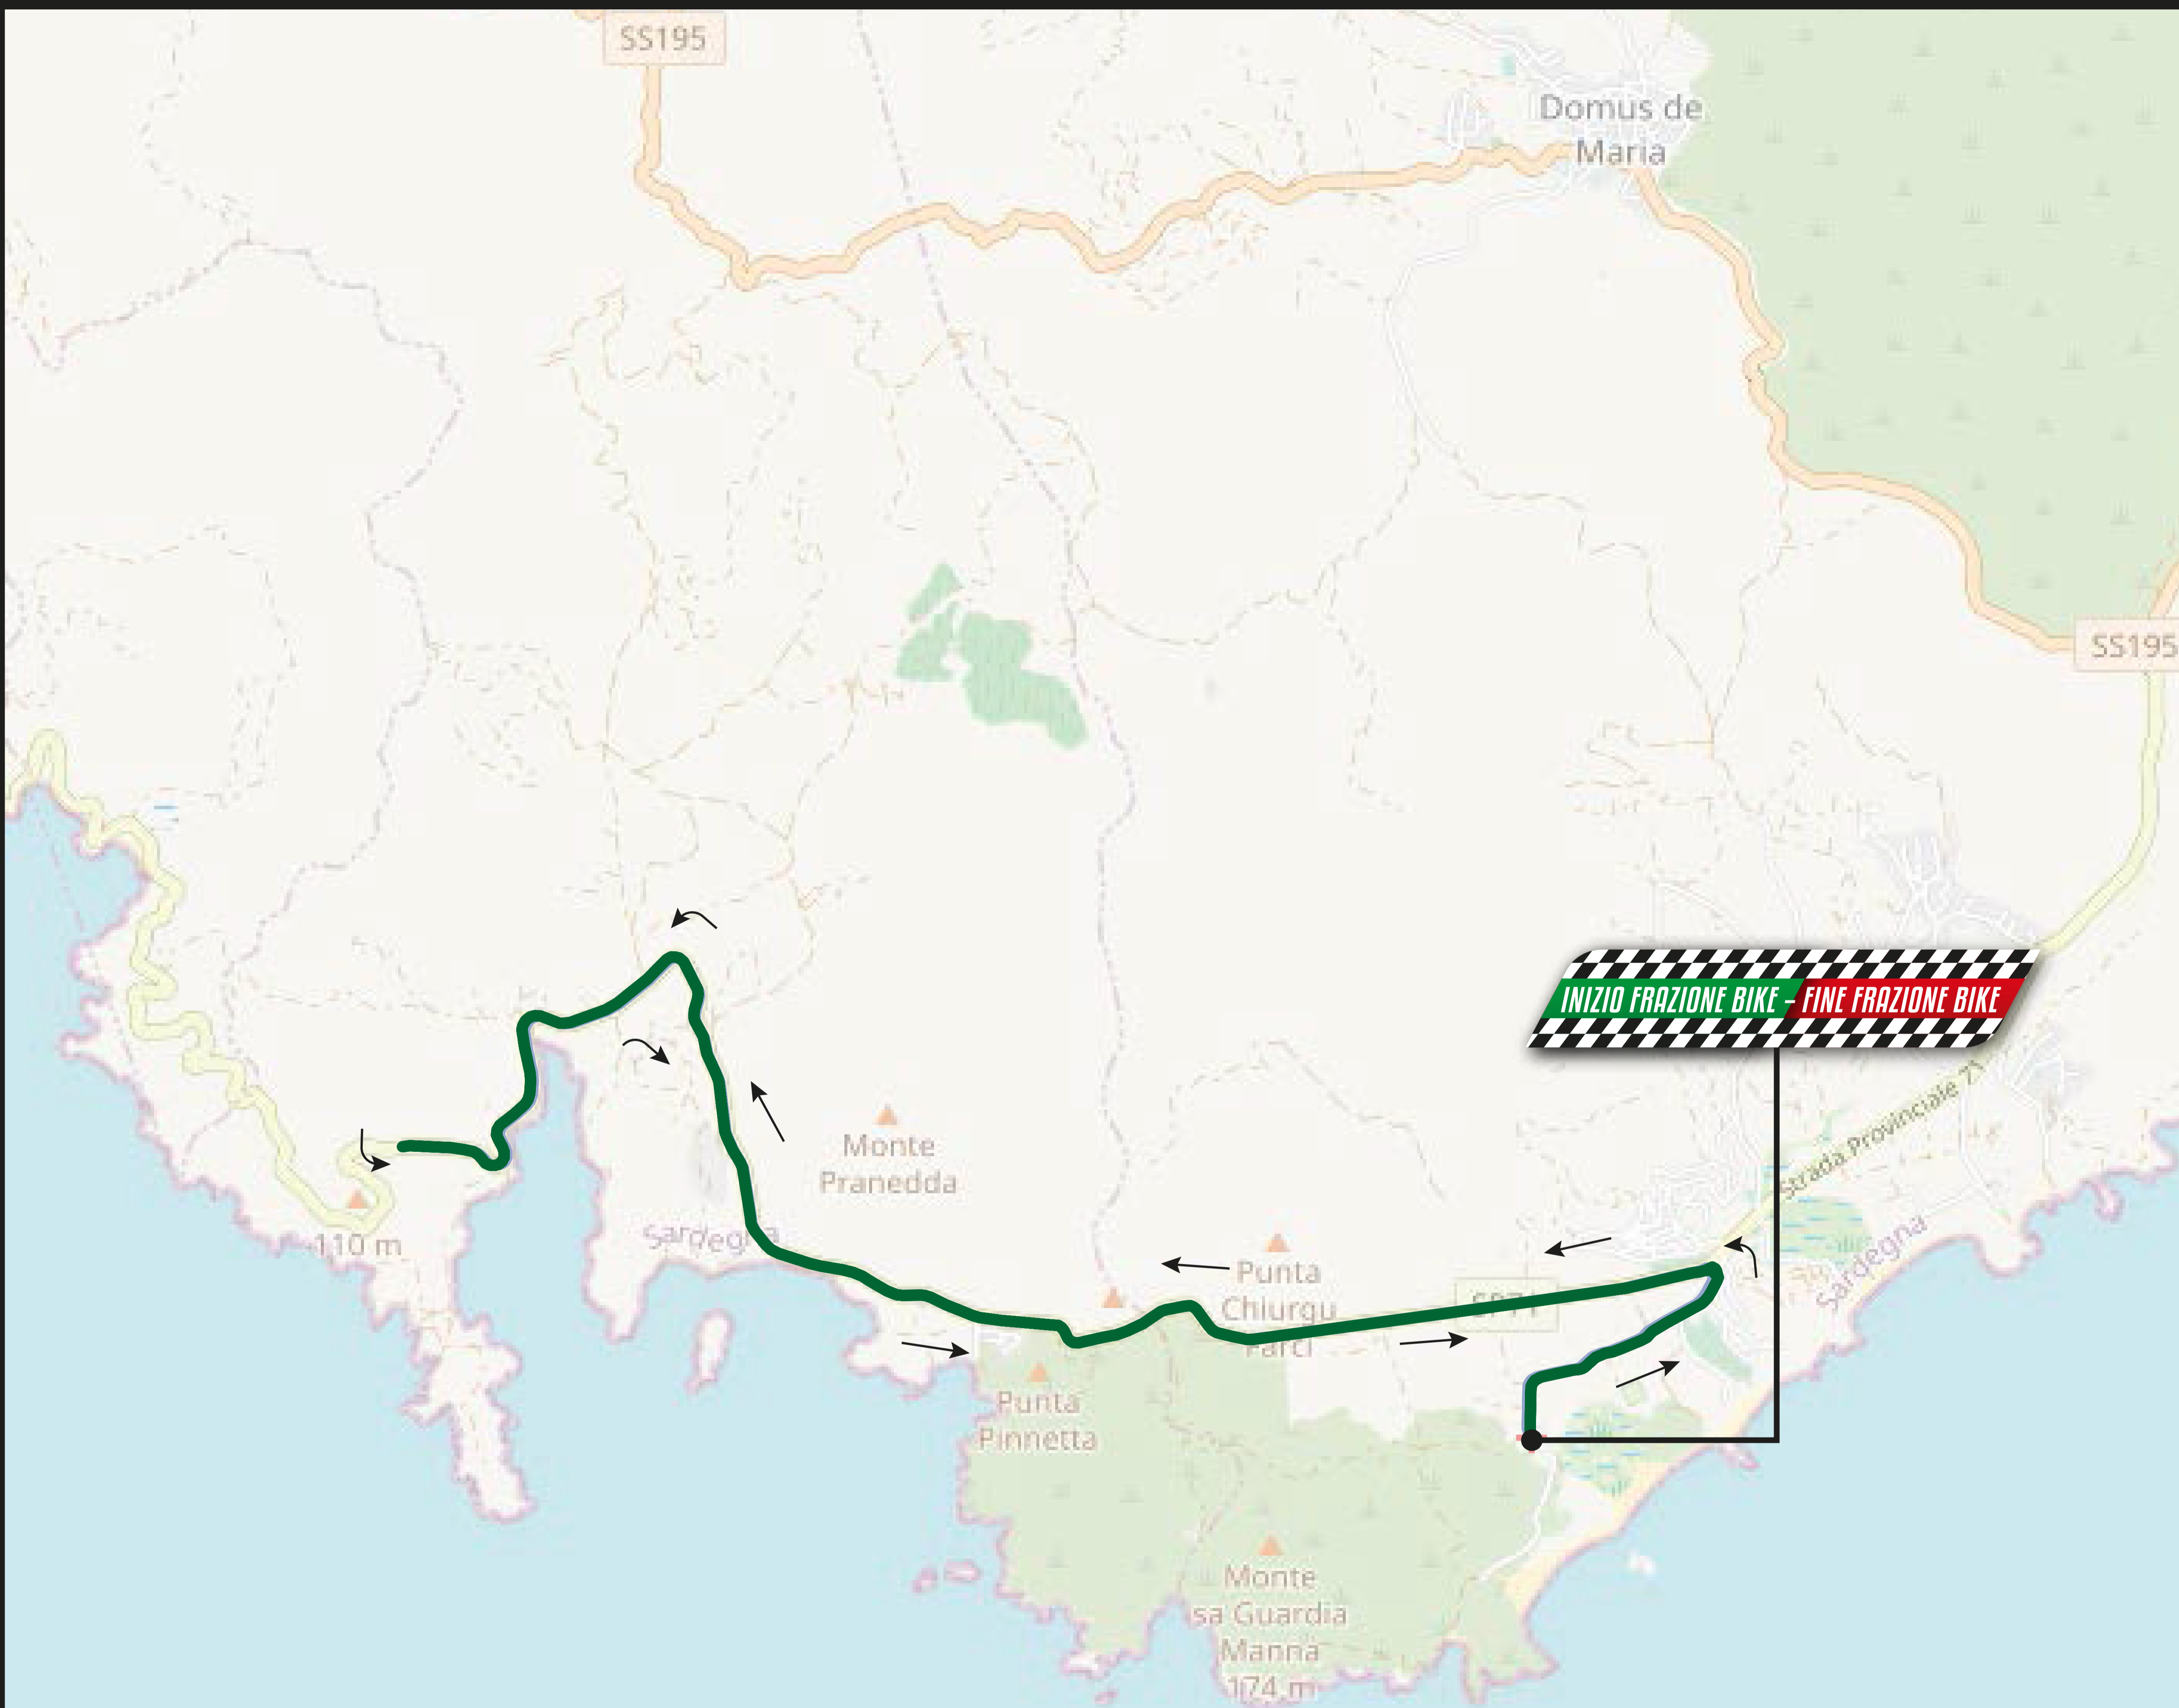 SS195
Domus de
Maria
SS195
INIZIO FRAZIONE BIKE – FINE FRAZIONE BIKE
Strada Provinciale 71
Monte
Pranedda
Sardegna
110 m
Sardegna
Punta
Chiurgu
Farci
SP71
Punta
Pinnetta
Monte
sa Guardia
Manna
174 m